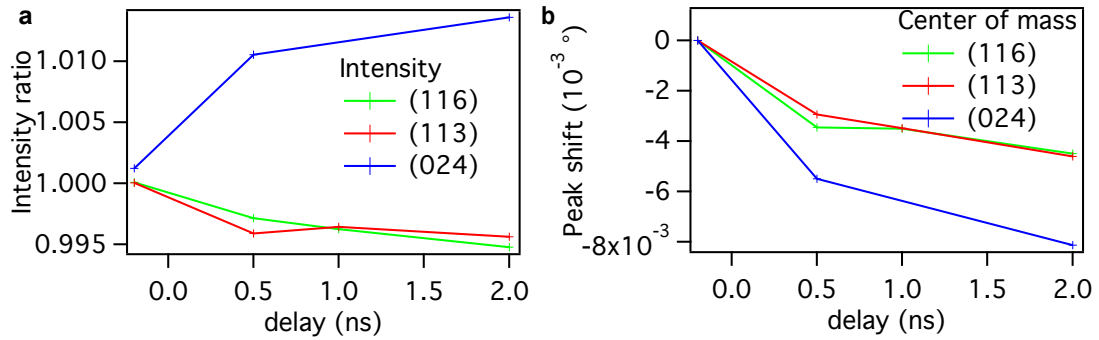 a
Intensity ratio
1.010
1.005
1.000
0.995
Intensity
(116)
(113)
(024)
0.0 0.5 1.0 1.5 2.0
delay (ns)
b
Peak shift (10⁻³ °)
0
-2
-4
-6
-8x10⁻³
Center of mass
(116)
(113)
(024)
0.0 0.5 1.0 1.5 2.0
delay (ns)